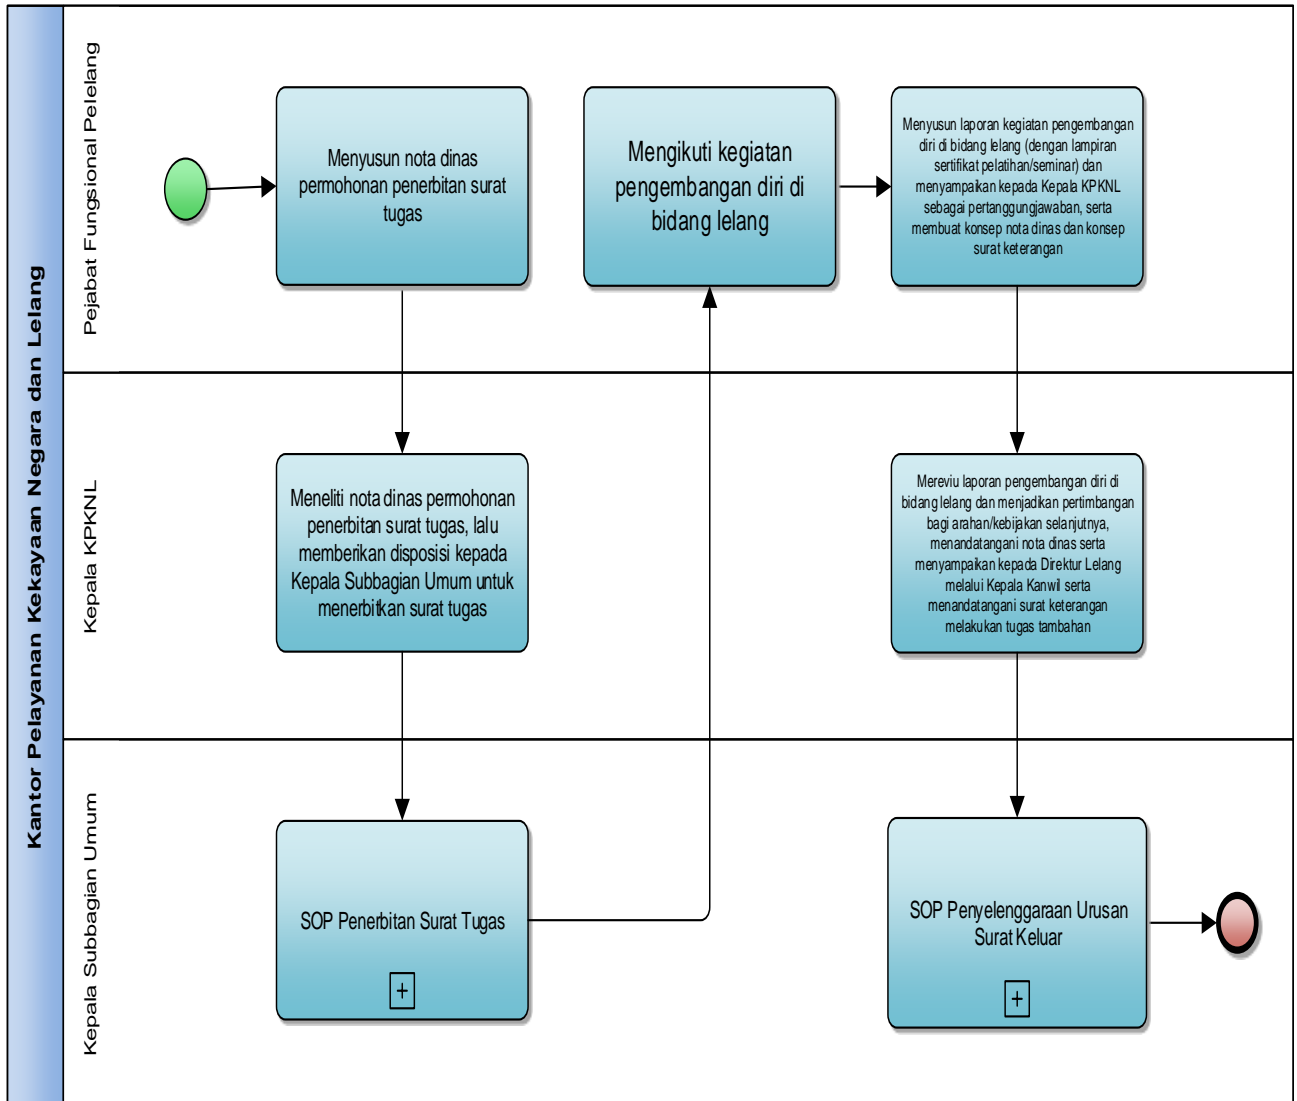 Kantor Pelayanan Kekayaan Negara dan Lelang
Pejabat Fungsional Pelelang
Menyusun nota dinas
permohonan penerbitan surat
tugas
Mengikuti kegiatan
pengembangan diri di
bidang lelang
Menyusun laporan kegiatan pengembangan
diri di bidang lelang (dengan lampiran
sertifikat pelatihan/seminar) dan
menyampaikan kepada Kepala KPKNL
sebagai pertanggungjawaban, serta
membuat konsep nota dinas dan konsep
surat keterangan
Kepala KPKNL
Meneliti nota dinas permohonan
penerbitan surat tugas, lalu
memberikan disposisi kepada
Kepala Subbagian Umum untuk
menerbitkan surat tugas
Mereviu laporan pengembangan diri di
bidang lelang dan menjadikan pertimbangan
bagi arahan/kebijakan selanjutnya,
menandatangani nota dinas serta
menyampaikan kepada Direktur Lelang
melalui Kepala Kanwil serta
menandatangani surat keterangan
melakukan tugas tambahan
Kepala Subbagian Umum
SOP Penerbitan Surat Tugas
SOP Penyelenggaraan Urusan
Surat Keluar